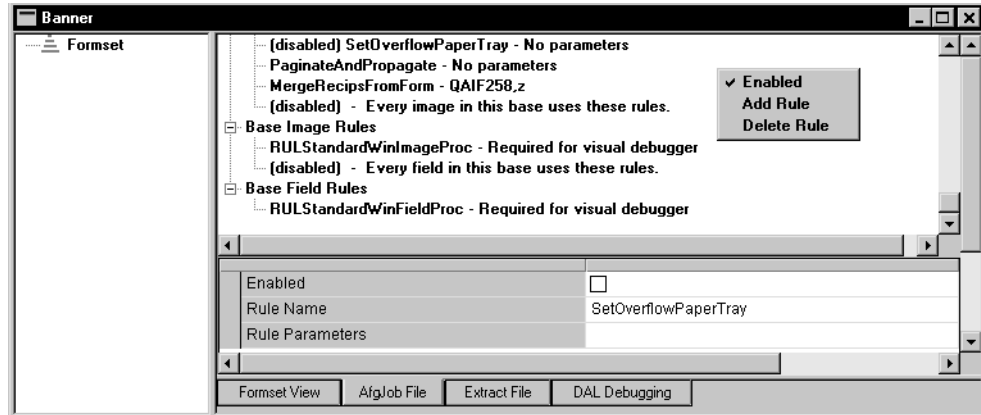 Banner
Formset
(disabled) SetOverflowPaperTray - No parameters
PaginateAndPropagate - No parameters
MergeRecipsFromForm - QAIF258,z
(disabled) - Every image in this base uses these rules.
Base Image Rules
RULStandardWinImageProc - Required for visual debugger
(disabled) - Every field in this base uses these rules.
Base Field Rules
RULStandardWinFieldProc - Required for visual debugger
Enabled
Add Rule
Delete Rule
Enabled
Rule Name SetOverflowPaperTray
Rule Parameters
Formset View AfgJob File Extract File DAL Debugging